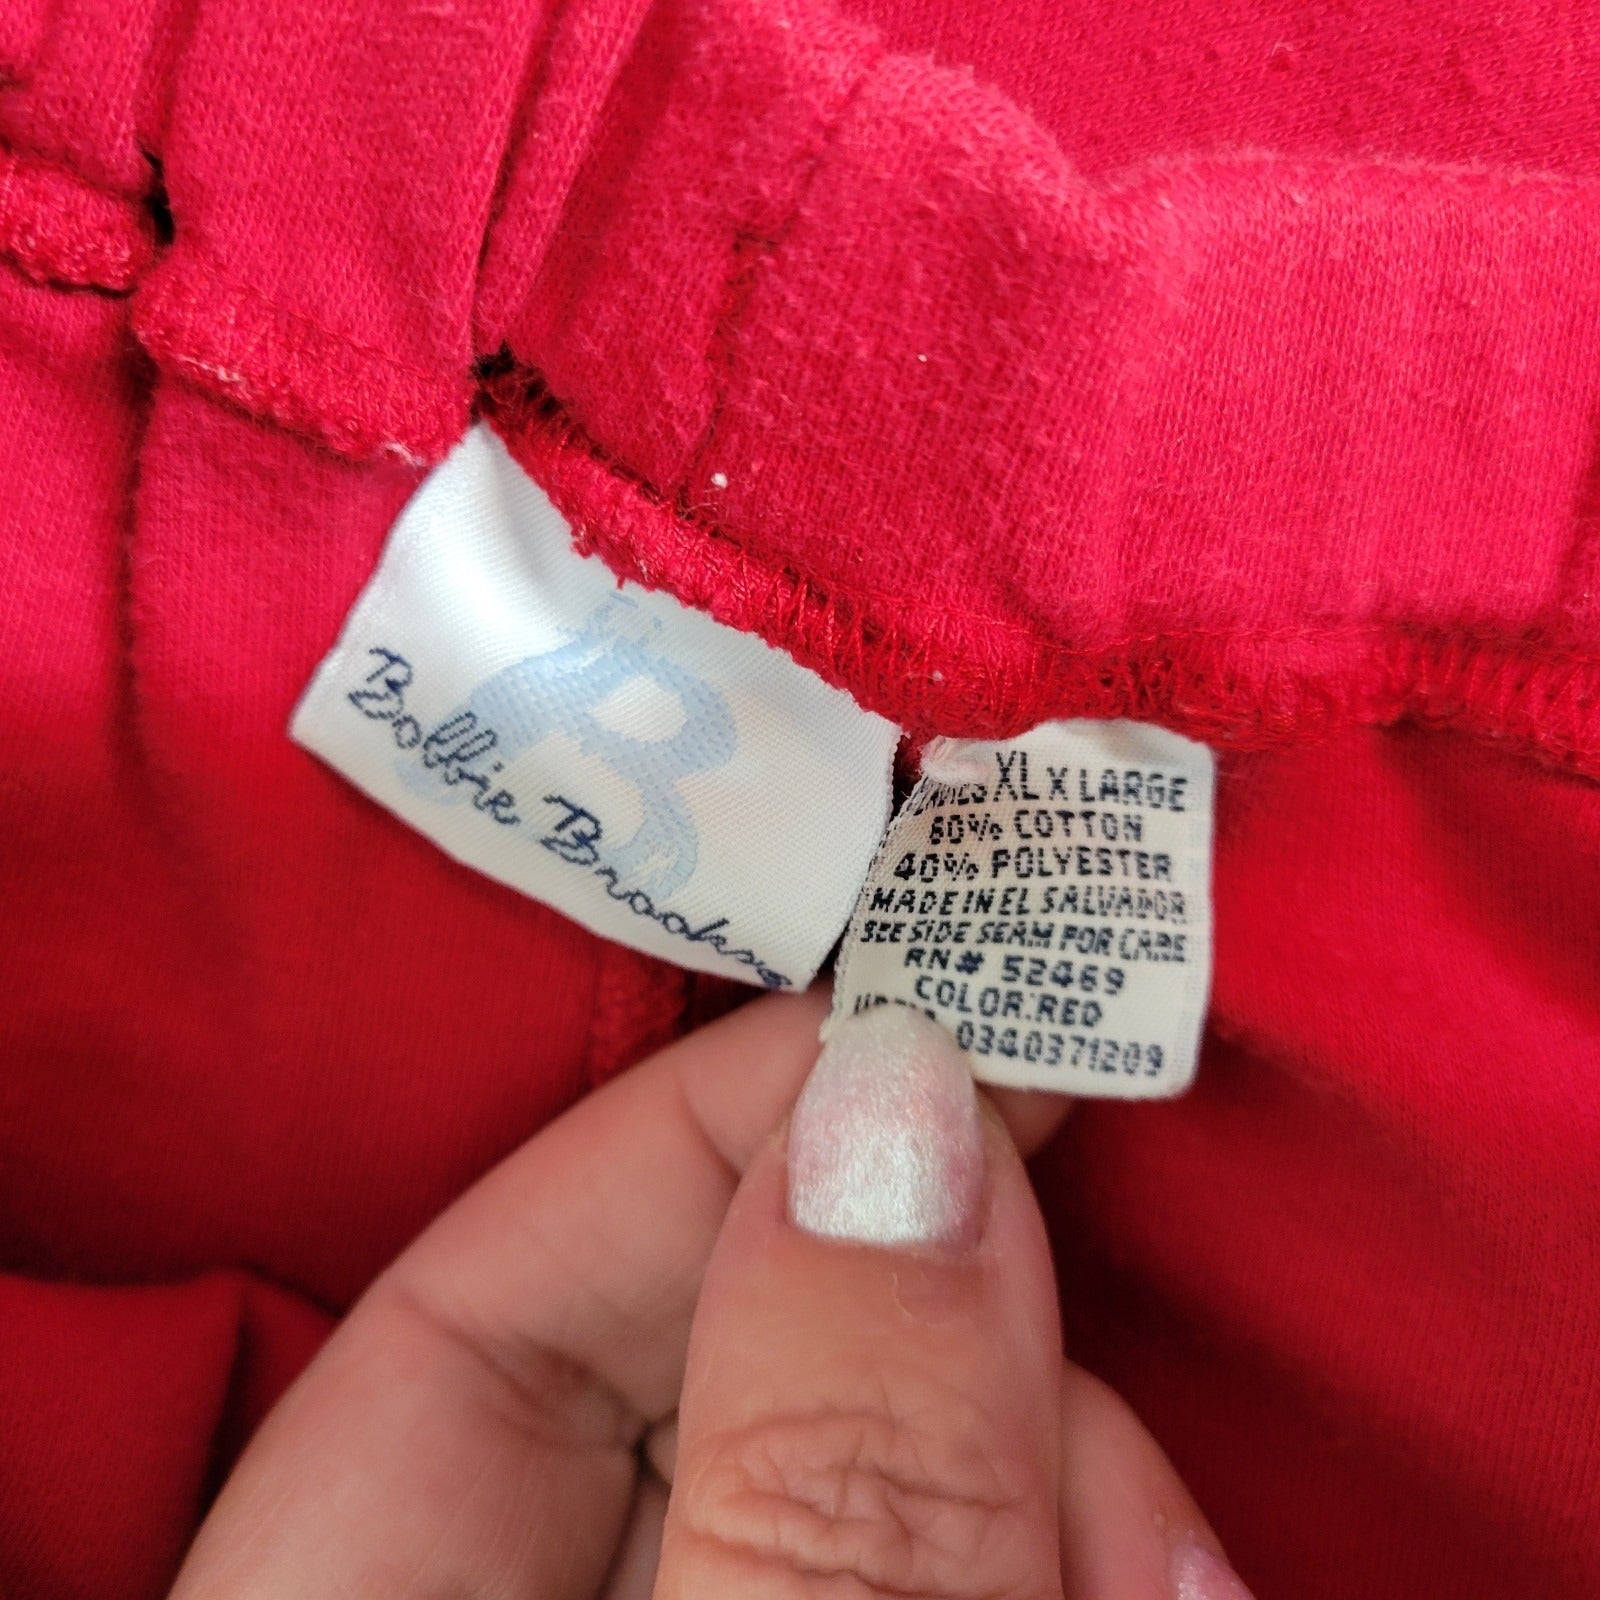 B
Bobbie Brooks
LADIES XL X LARGE
60% COTTON
40% POLYESTER
MADE IN EL SALVADOR
SEE SIDE SEAM FOR CARE
RN# 52469
COLOR:RED
0340371209